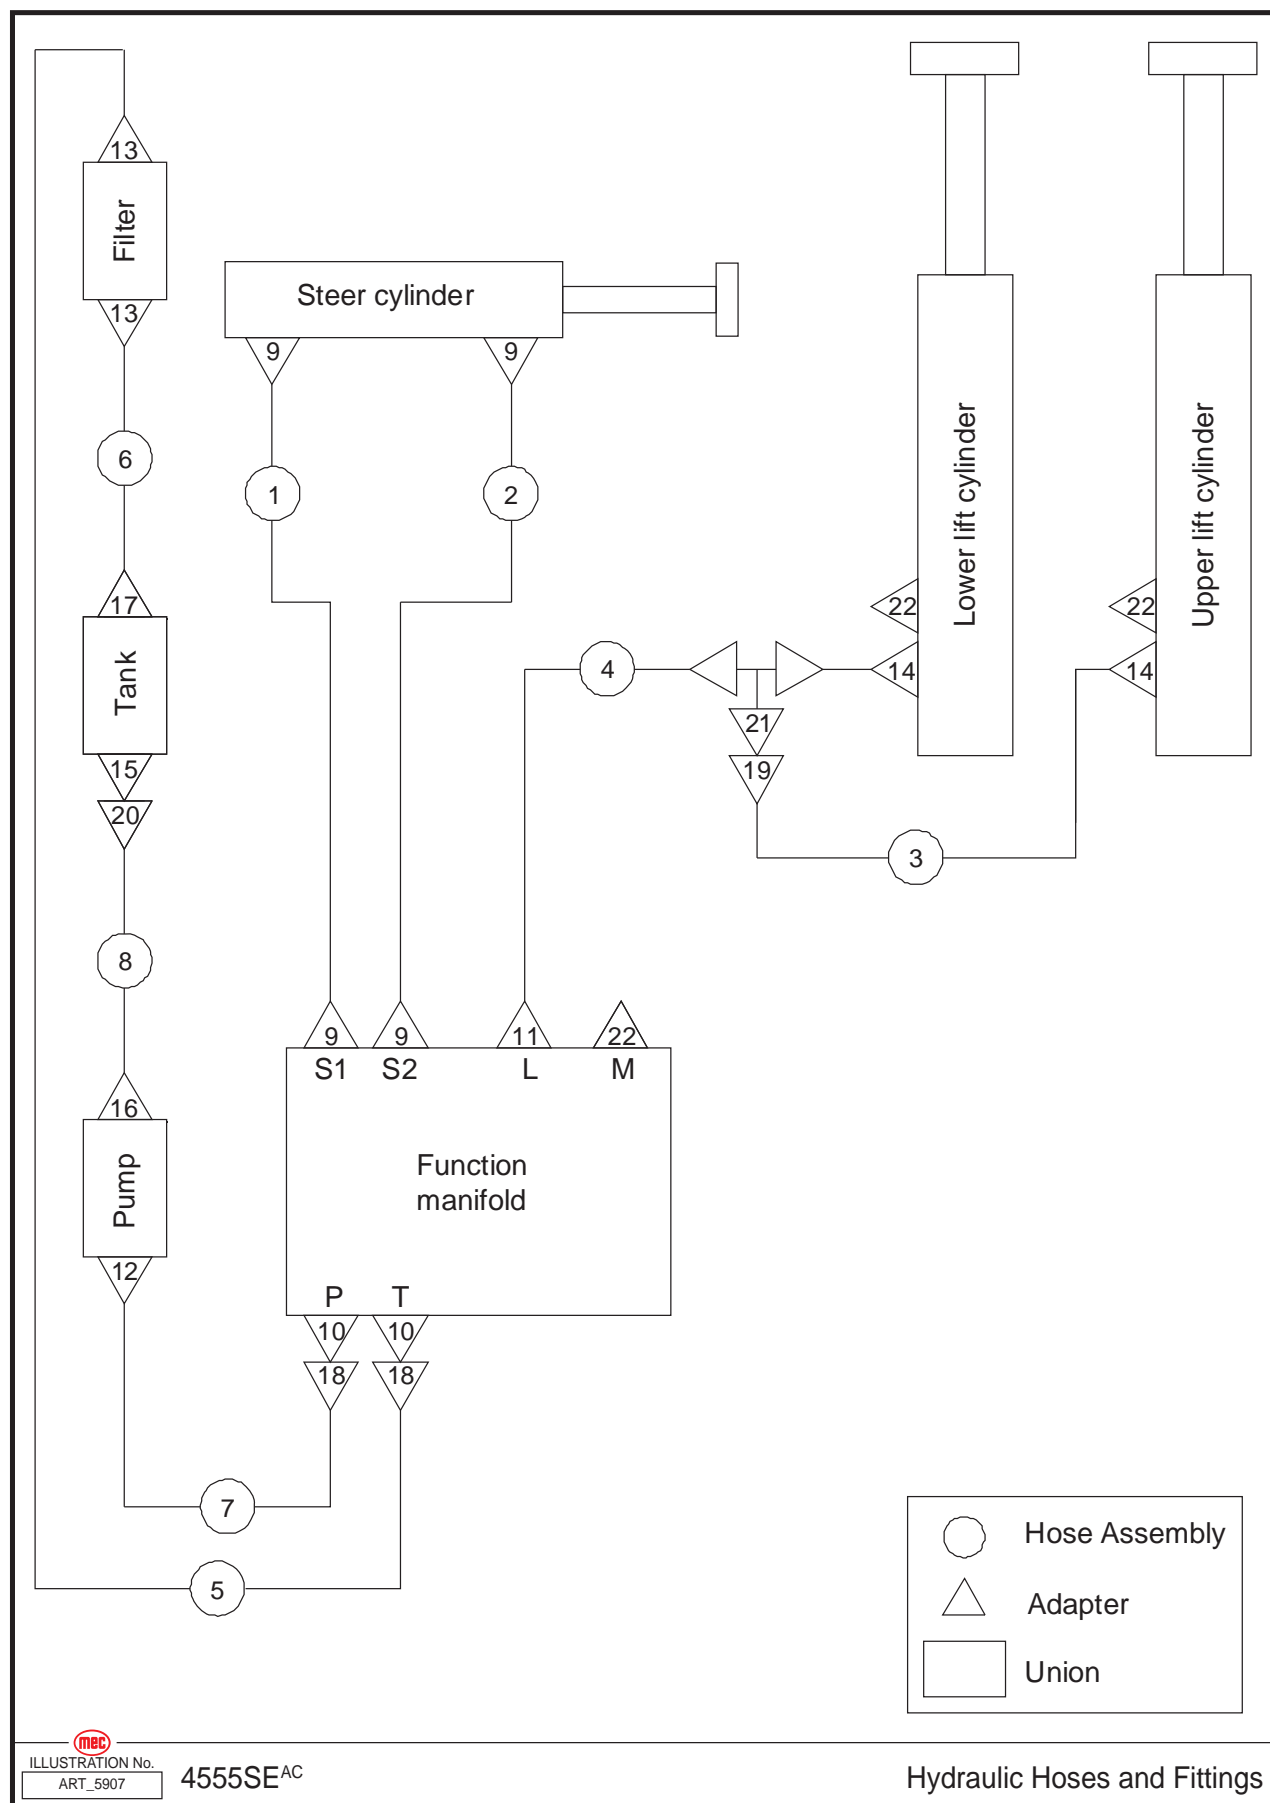 13
Filter
13
6
17
Tank
15
20
8
16
Pump
12
7
5
Steer cylinder
9
9
1
2
Lower lift cylinder
22
14
Upper lift cylinder
22
14
4
21
19
3
9
9
11
22
S1
S2
L
M
Function
manifold
P
T
10
10
18
18
Hose Assembly
Adapter
Union
mec
ILLUSTRATION No.
ART_5907
4555SEAC
Hydraulic Hoses and Fittings